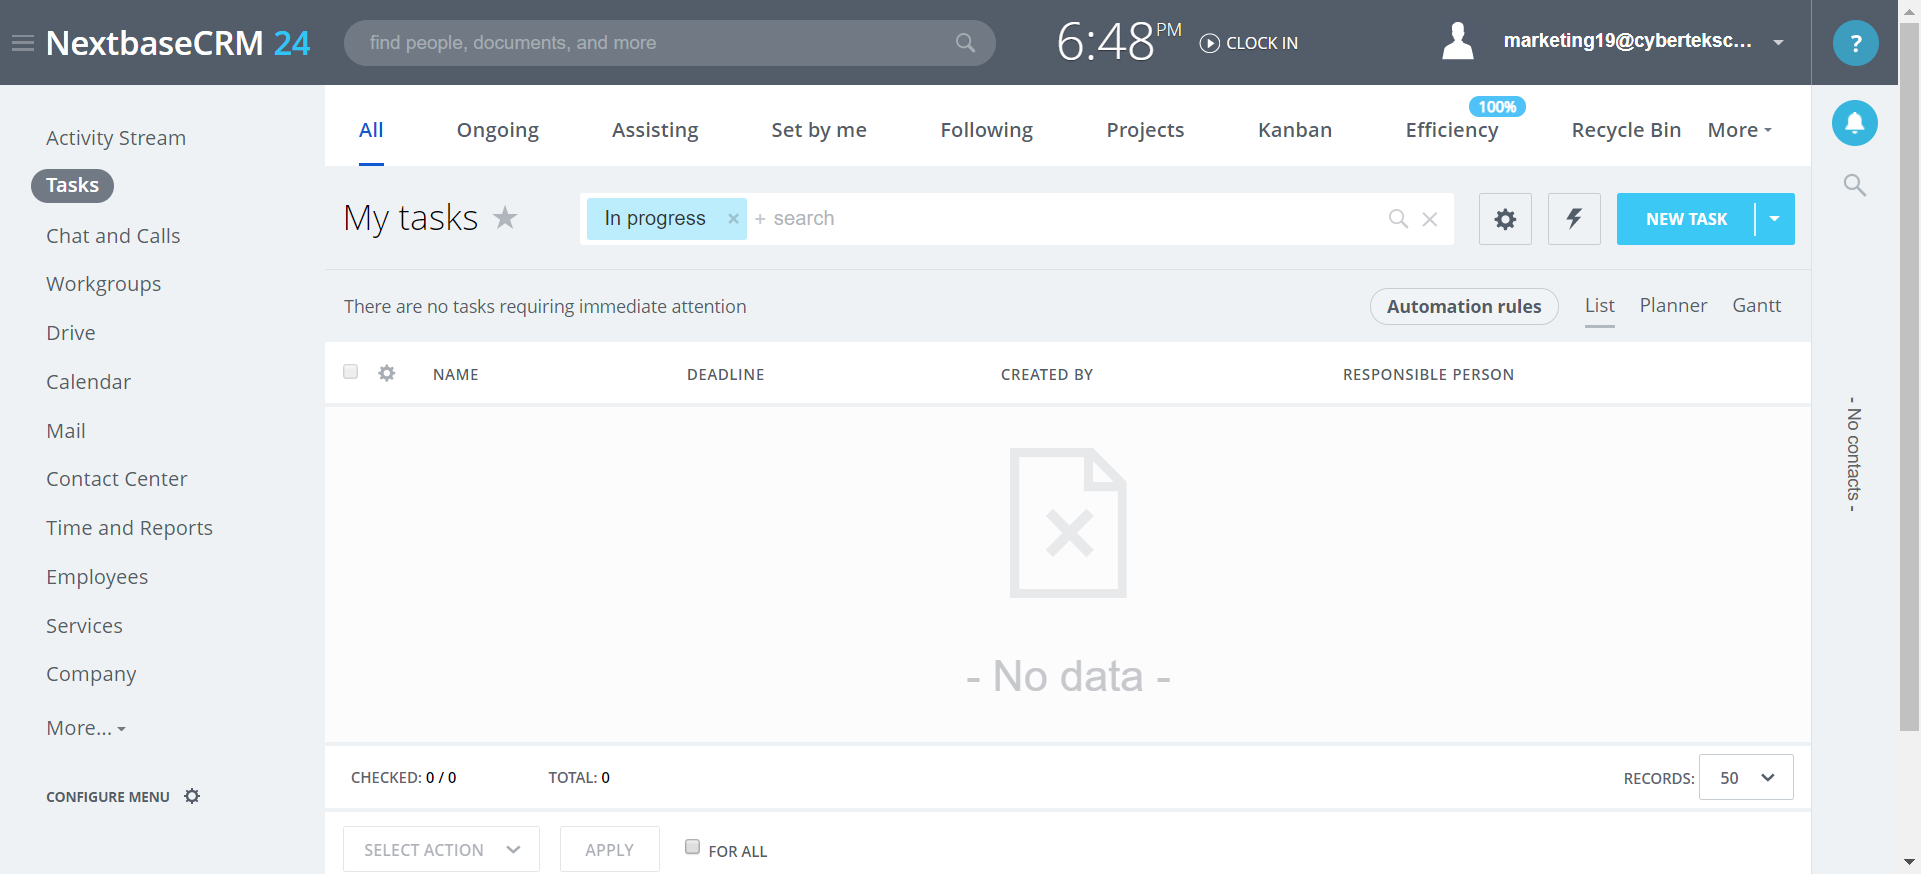 NextbaseCRM 24
find people, documents, and more
6:48 PM
CLOCK IN
marketing19@cyberteksc...
?
Activity Stream
Tasks
Chat and Calls
Workgroups
Drive
Calendar
Mail
Contact Center
Time and Reports
Employees
Services
Company
More...
CONFIGURE MENU
All
Ongoing
Assisting
Set by me
Following
Projects
Kanban
Efficiency
100%
Recycle Bin
More
My tasks
In progress ×
+ search
NEW TASK
There are no tasks requiring immediate attention
Automation rules
List
Planner
Gantt
NAME
DEADLINE
CREATED BY
RESPONSIBLE PERSON
- No data -
CHECKED: 0 / 0
TOTAL: 0
RECORDS: 50
SELECT ACTION
APPLY
FOR ALL
- No contacts -